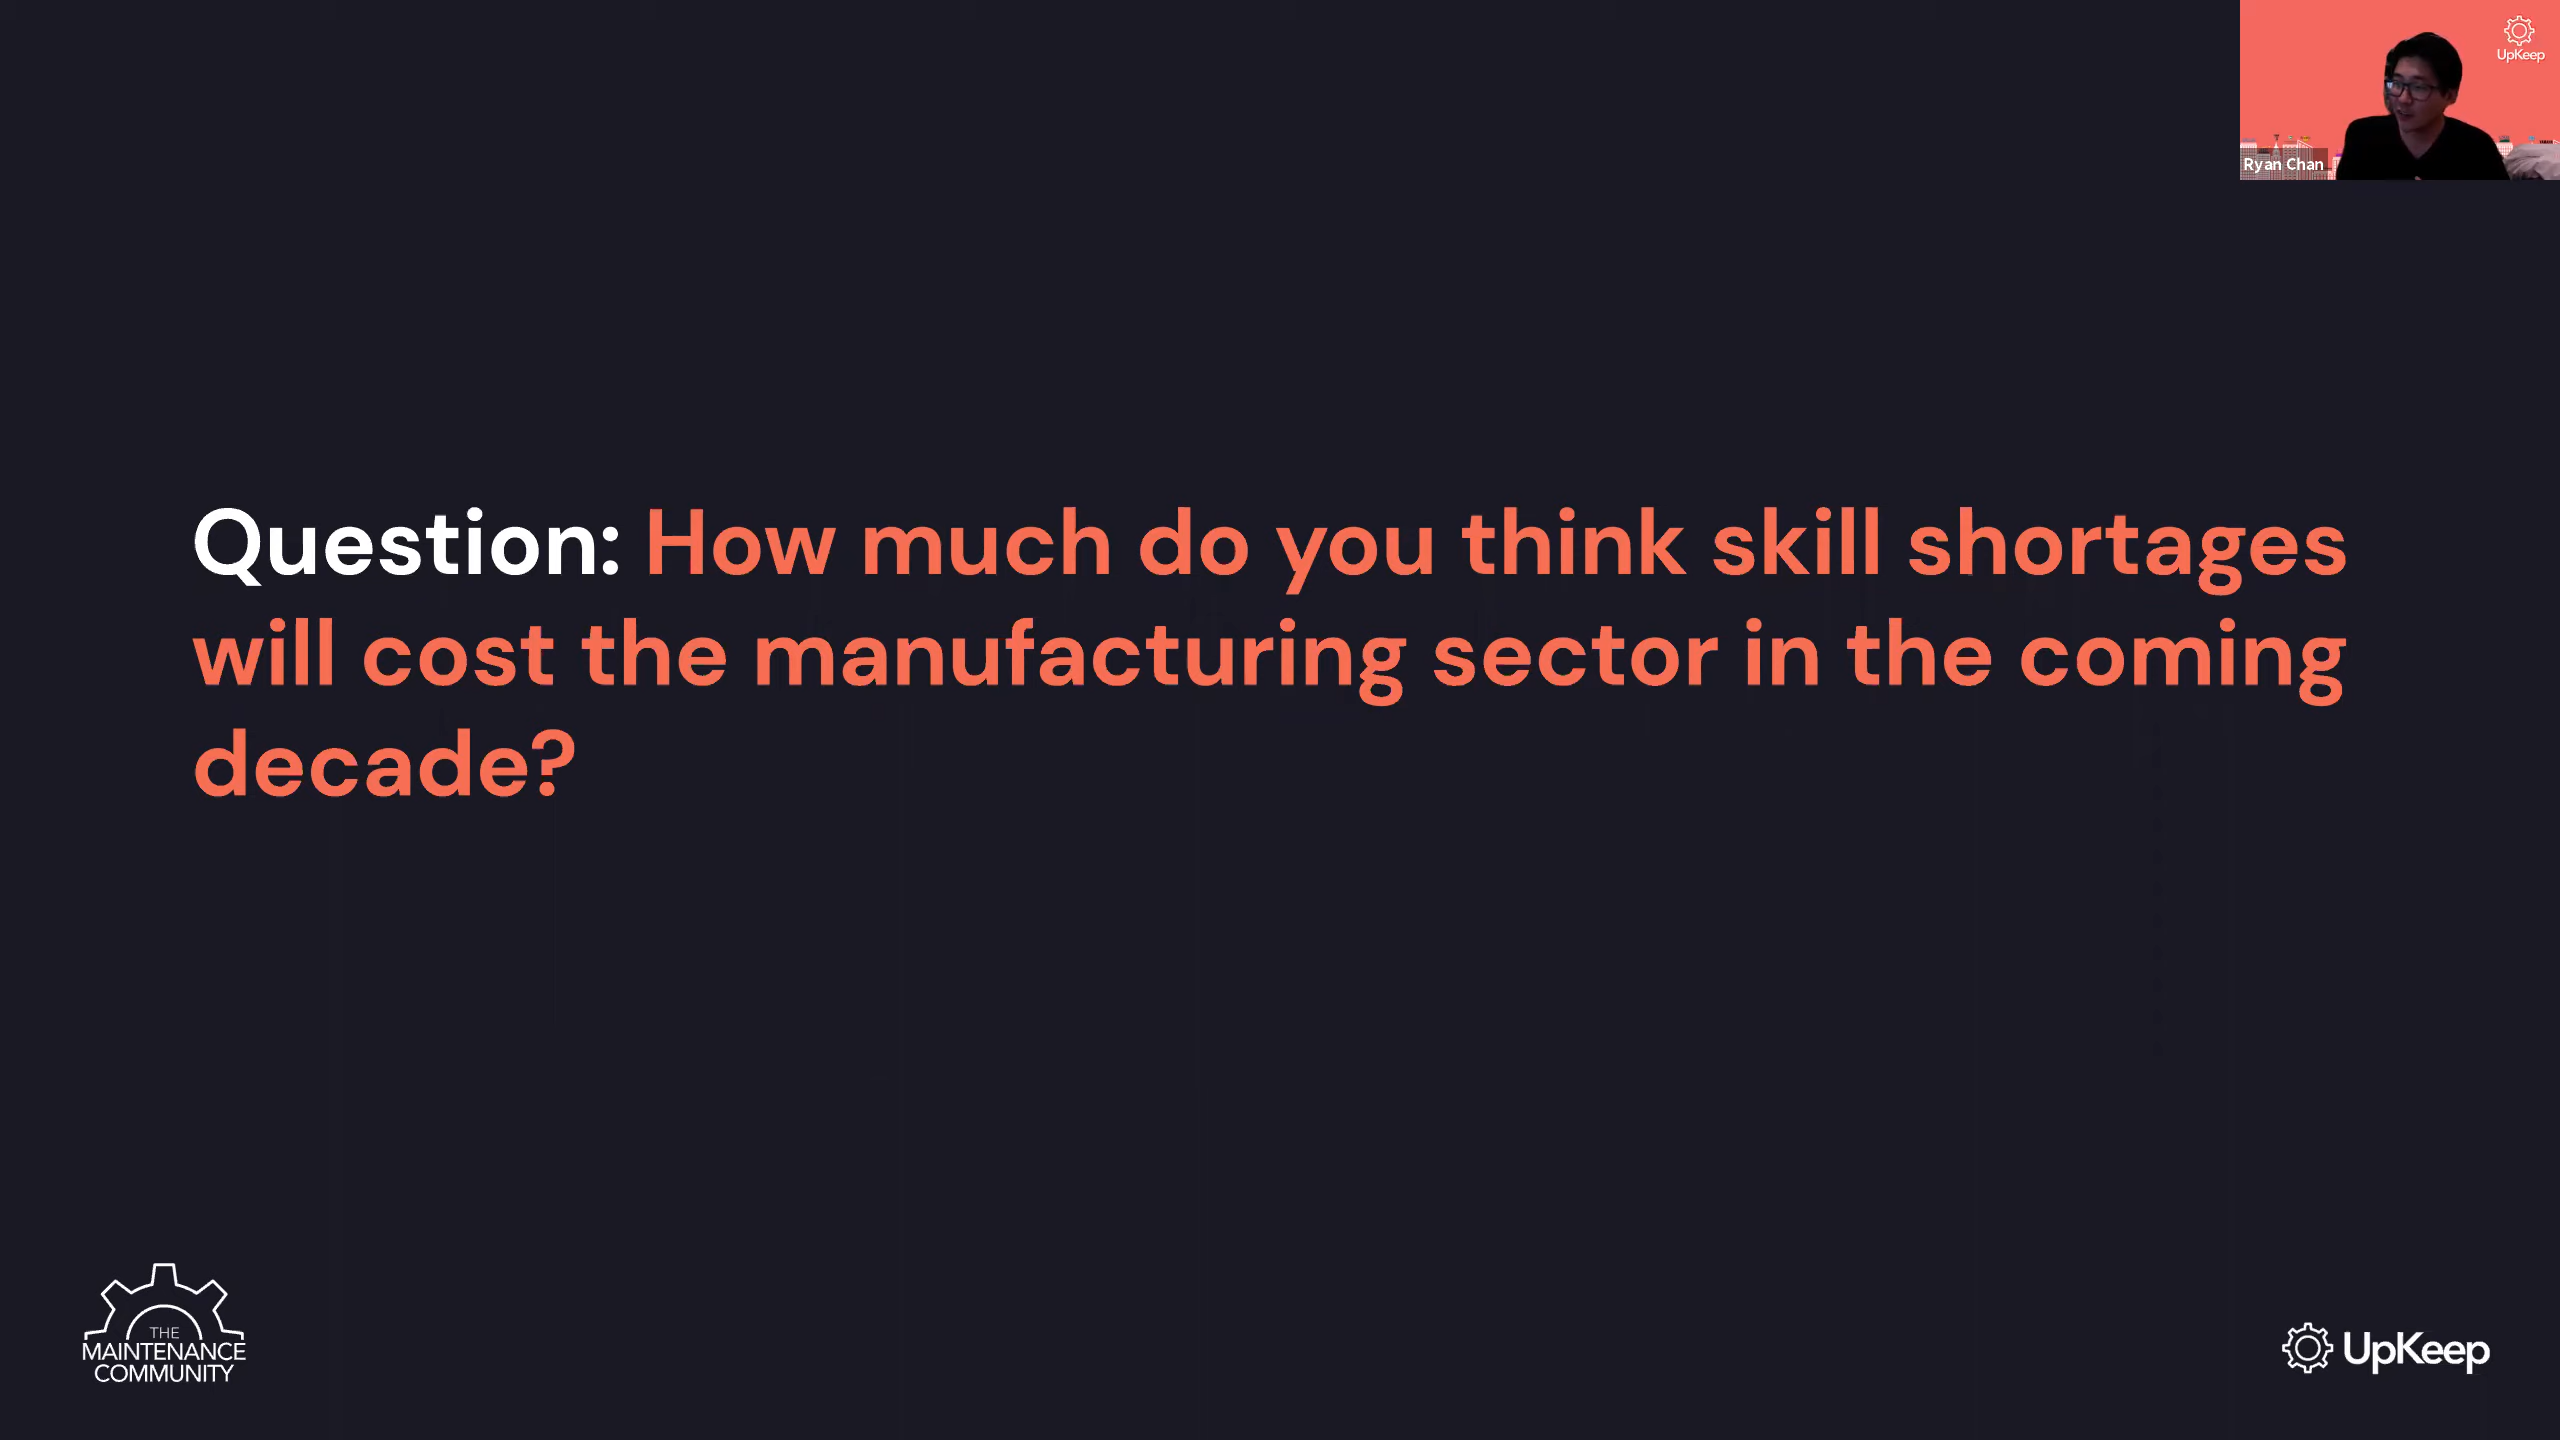 UpKeep
Ryan Chan
Question: How much do you think skill shortages
will cost the manufacturing sector in the coming
decade?
THE
MAINTENANCE
COMMUNITY
UpKeep